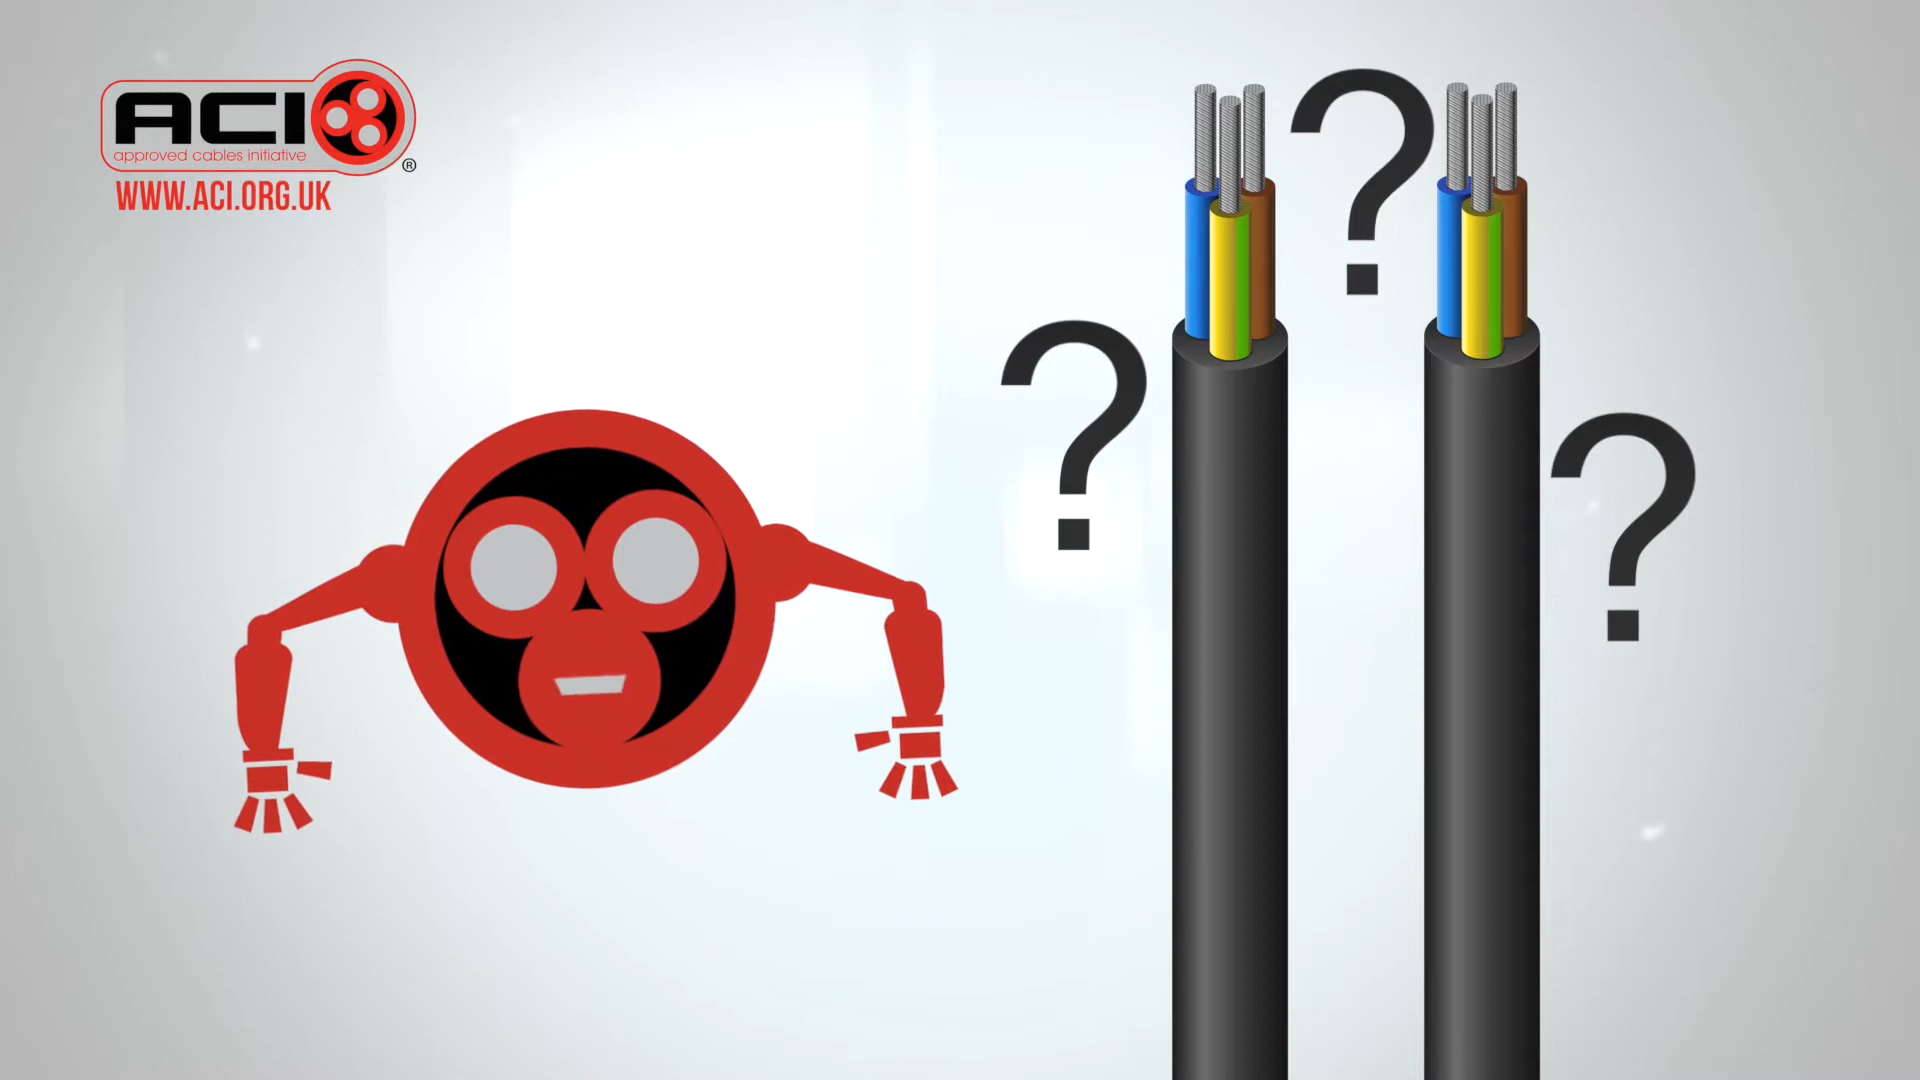 ACI
approved cables initiative
®
WWW.ACI.ORG.UK
?
?
?